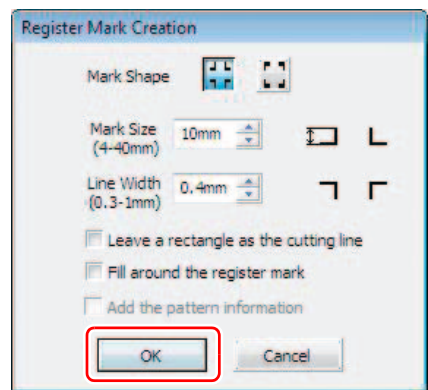 Register Mark Creation
Mark Shape
Mark Size
(4-40mm)
10mm
Line Width
(0.3-1mm)
0.4mm
Leave a rectangle as the cutting line
Fill around the register mark
Add the pattern information
OK Cancel